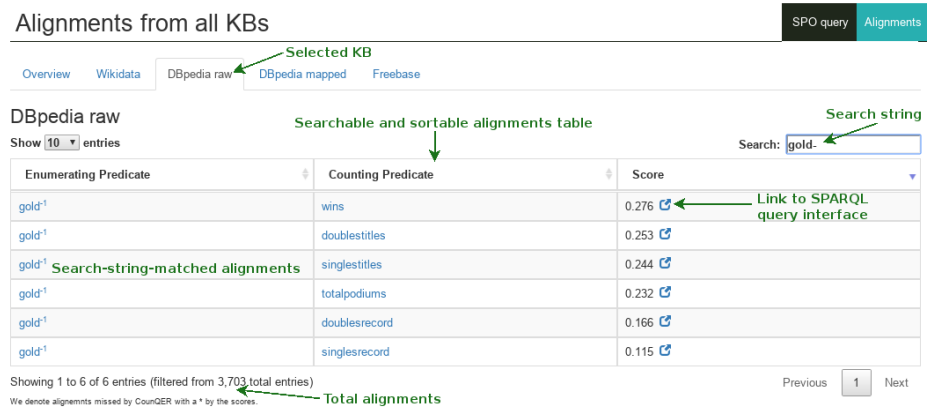 Alignments from all KBs
SPO query Alignments
Selected KB
Overview Wikidata DBpedia raw DBpedia mapped Freebase
DBpedia raw
Searchable and sortable alignments table
Search string
Show 10 entries
Search: gold-
Enumerating Predicate Counting Predicate Score
gold⁻¹ wins 0.276
Link to SPARQL
query interface
gold⁻¹ doublestitles 0.253
gold⁻¹ singlestitles 0.244
Search-string-matched alignments
gold⁻¹ totalpodiums 0.232
gold⁻¹ doublesrecord 0.166
gold⁻¹ singlesrecord 0.115
Showing 1 to 6 of 6 entries (filtered from 3,703 total entries)
Previous 1 Next
We denote alignemnts missed by CounQER with a * by the scores.
Total alignments